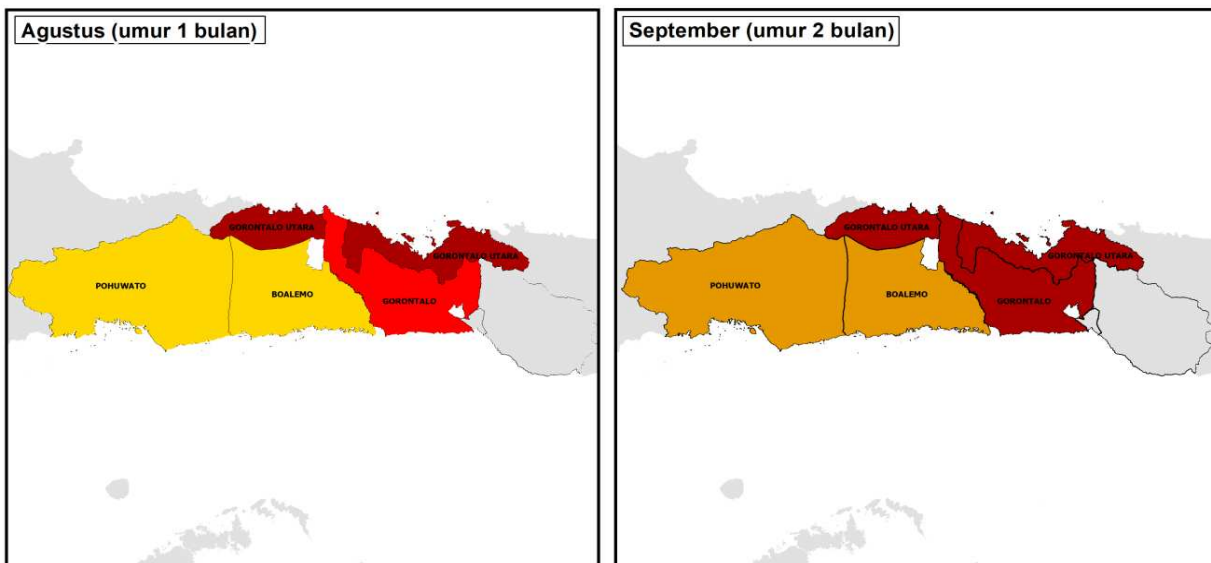 Agustus (umur 1 bulan)
GORONTALO UTARA
GORONTALO UTARA
POHUWATO
BOALEMO
GORONTALO
September (umur 2 bulan)
GORONTALO UTARA
GORONTALO UTARA
POHUWATO
BOALEMO
GORONTALO